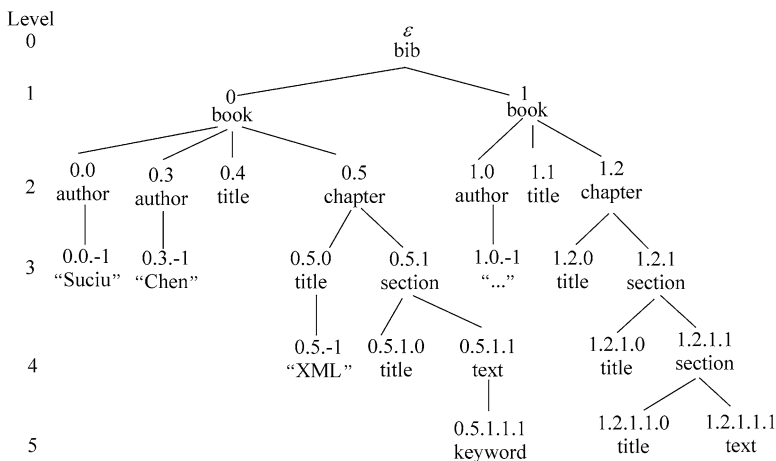 Level
0
ε
bib
1
0
book
1
book
2
0.0
author
0.3
author
0.4
title
0.5
chapter
1.0
author
1.1
title
1.2
chapter
3
0.0.-1
“Suciu”
0.3.-1
“Chen”
0.5.0
title
0.5.1
section
1.0.-1
“...”
1.2.0
title
1.2.1
section
4
0.5.-1
“XML”
0.5.1.0
title
0.5.1.1
text
1.2.1.0
title
1.2.1.1
section
5
0.5.1.1.1
keyword
1.2.1.1.0
title
1.2.1.1.1
text